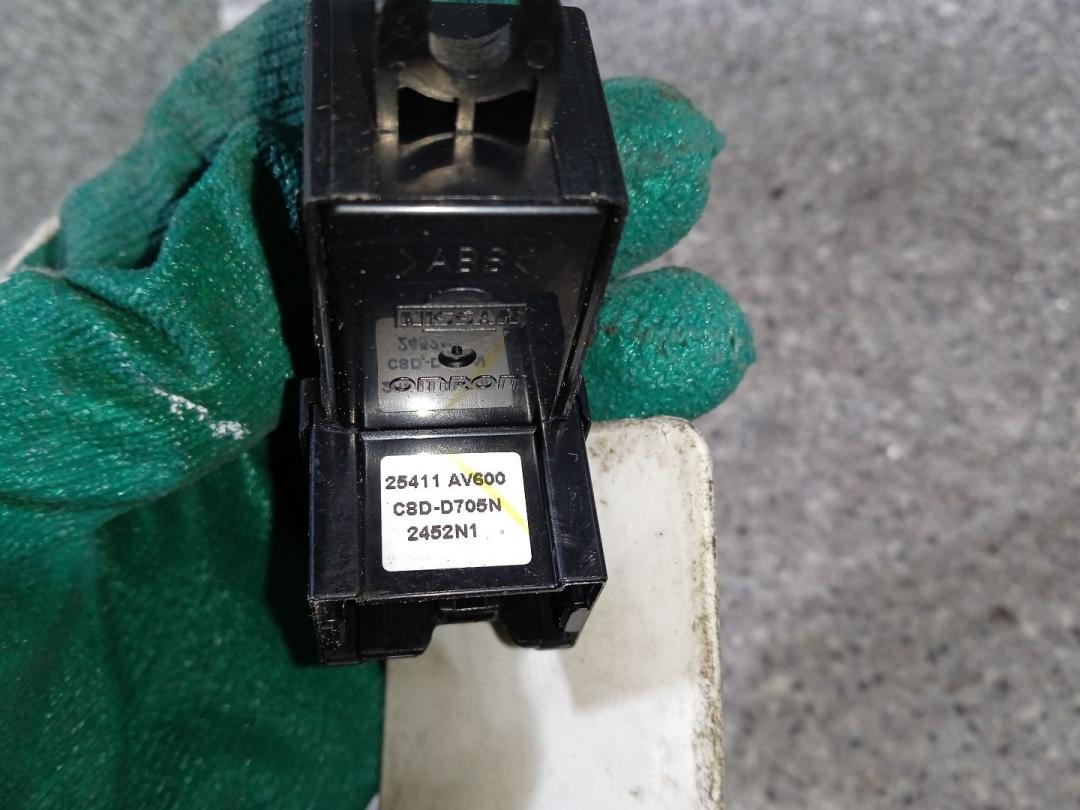 >ABS<
NISSAN
OMRON
25411 AV600
C8D-D705N
2452N1